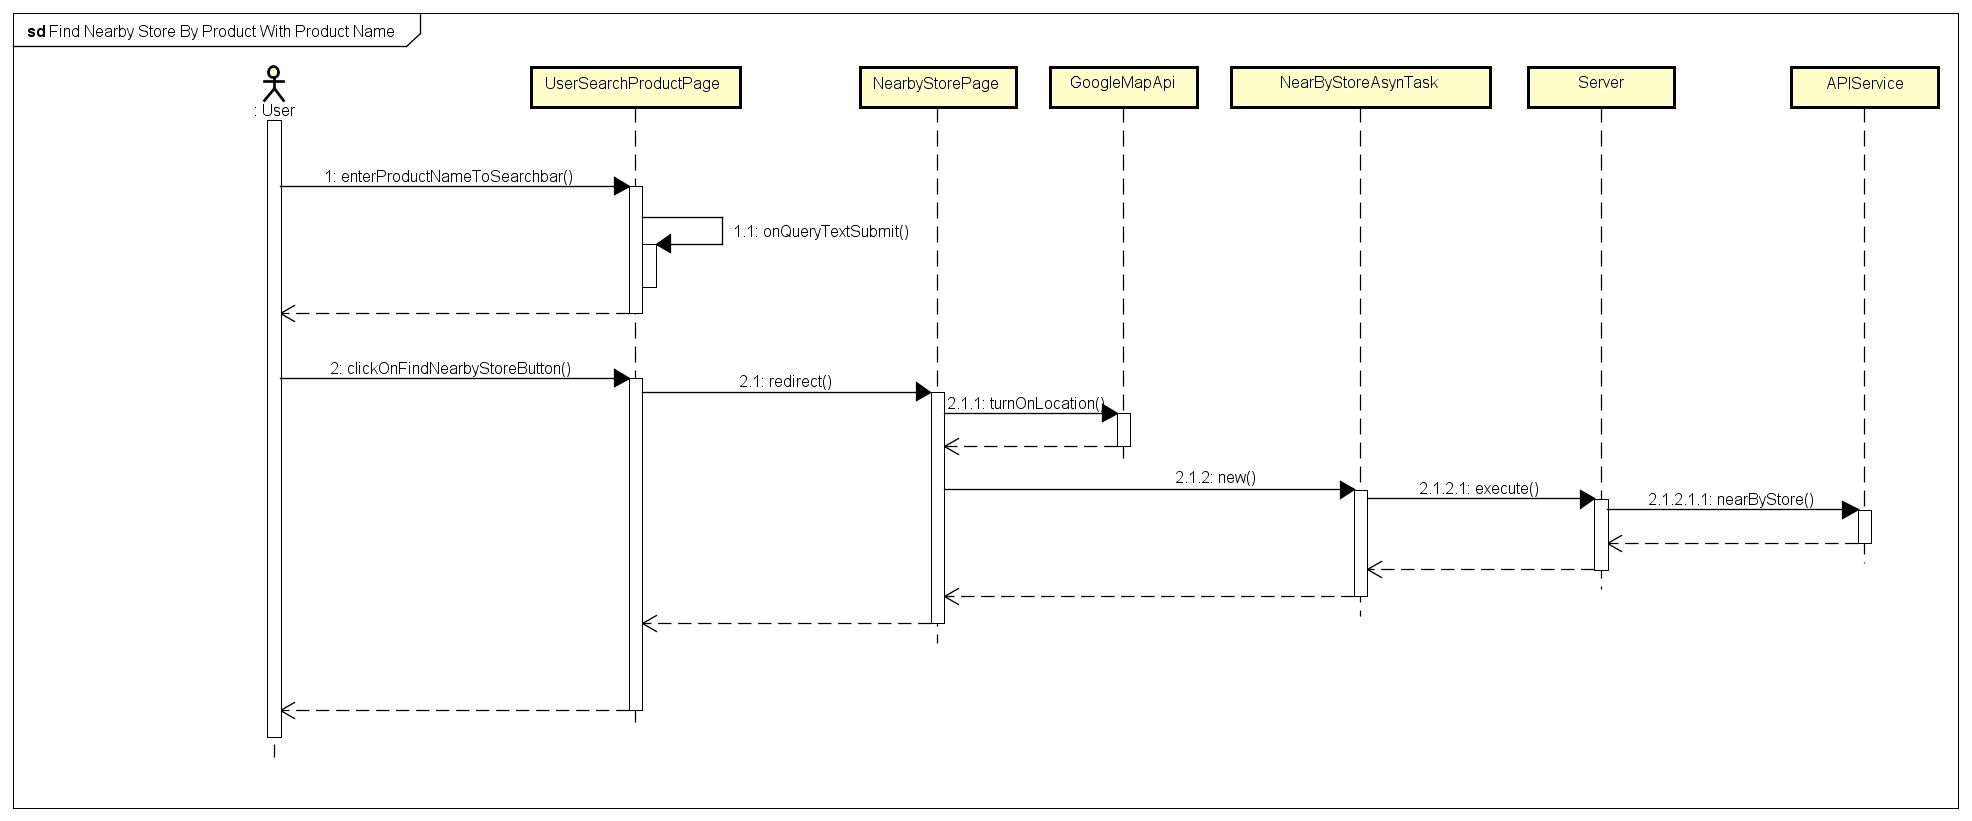 sd Find Nearby Store By Product With Product Name
: User
UserSearchProductPage
NearbyStorePage
GoogleMapApi
NearByStoreAsynTask
Server
APIService
1: enterProductNameToSearchbar()
1.1: onQueryTextSubmit()
2: clickOnFindNearbyStoreButton()
2.1: redirect()
2.1.1: turnOnLocation()
2.1.2: new()
2.1.2.1: execute()
2.1.2.1.1: nearByStore()